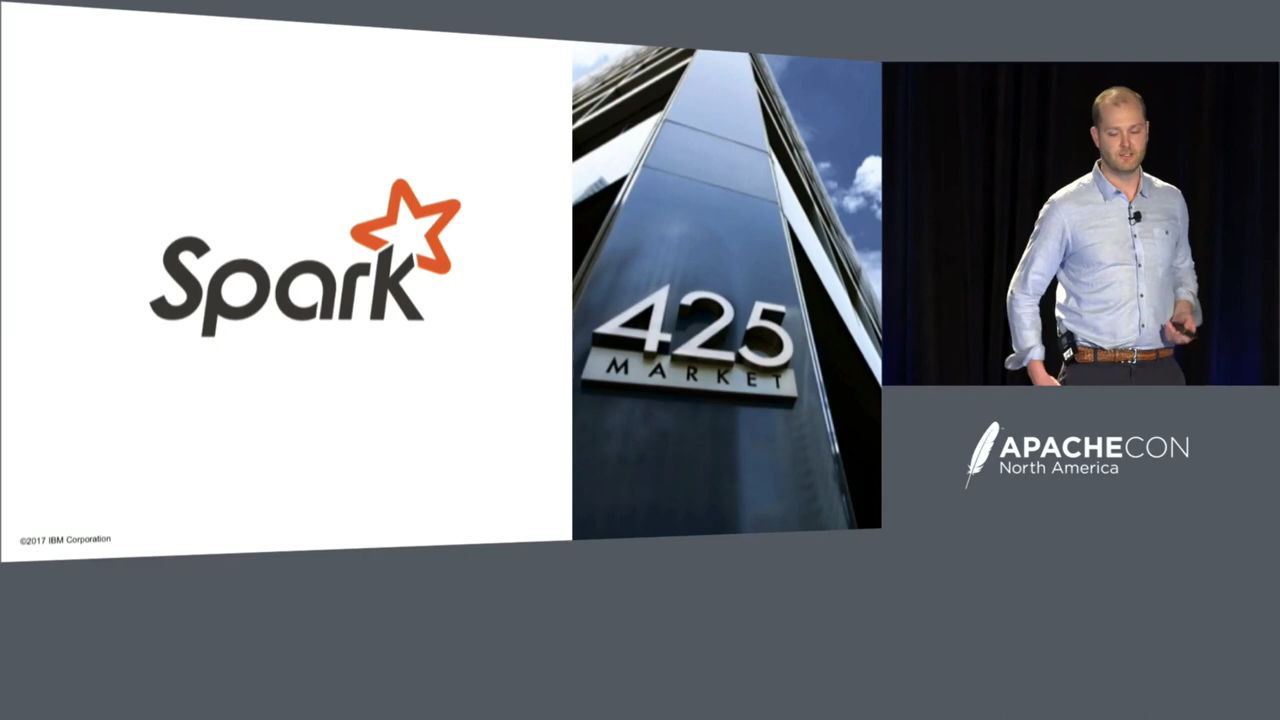 Spark
425
MARKET
©2017 IBM Corporation
APACHECON
North America